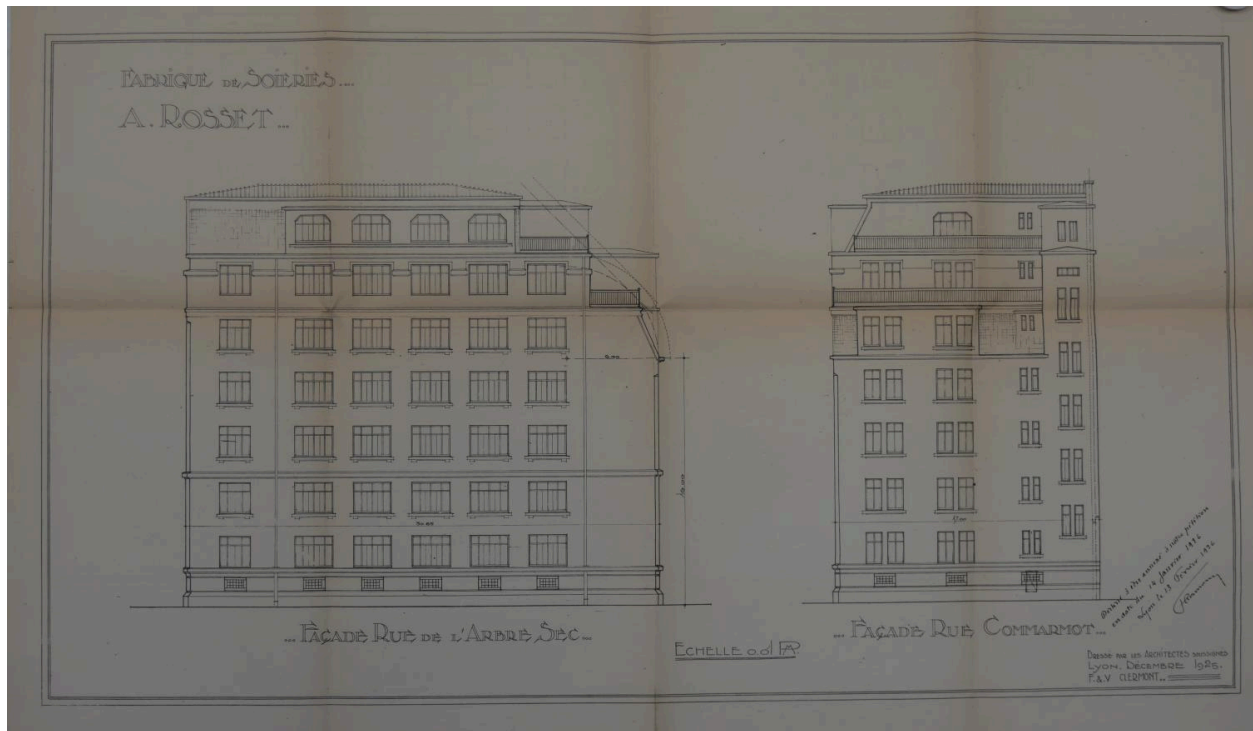 FABRIQUE DE SOIERIES...
A. ROSSET...
... FAÇADE RUE DE L'ARBRE SEC...
... FAÇADE RUE COMMARMOT...
ECHELLE 0.01 PR
DRESSÉ PAR LES ARCHITECTES SOUSSIGNÉS
LYON. DÉCEMBRE 1925.
F. & V. CLERMONT...